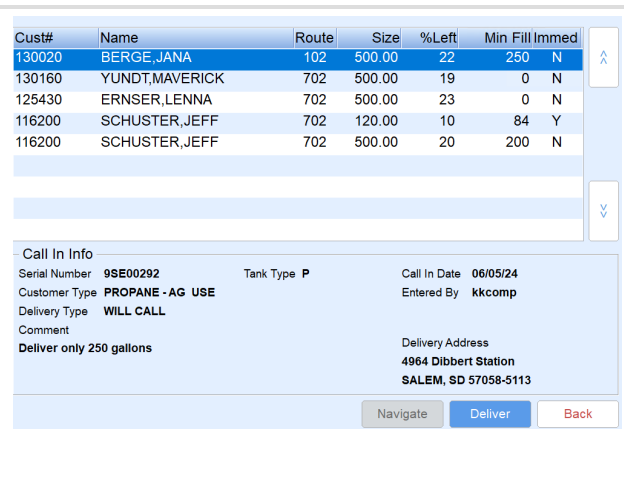 Cust# Name Route Size %Left Min Fill Immed
130020 BERGE,JANA 102 500.00 22 250 N
130160 YUNDT,MAVERICK 702 500.00 19 0 N
125430 ERNSER,LENNA 702 500.00 23 0 N
116200 SCHUSTER,JEFF 702 120.00 10 84 Y
116200 SCHUSTER,JEFF 702 500.00 20 200 N
Call In Info
Serial Number 9SE00292 Tank Type P Call In Date 06/05/24
Customer Type PROPANE - AG USE Entered By kkcomp
Delivery Type WILL CALL
Comment
Deliver only 250 gallons
Delivery Address
4964 Dibbert Station
SALEM, SD 57058-5113
Navigate Deliver Back